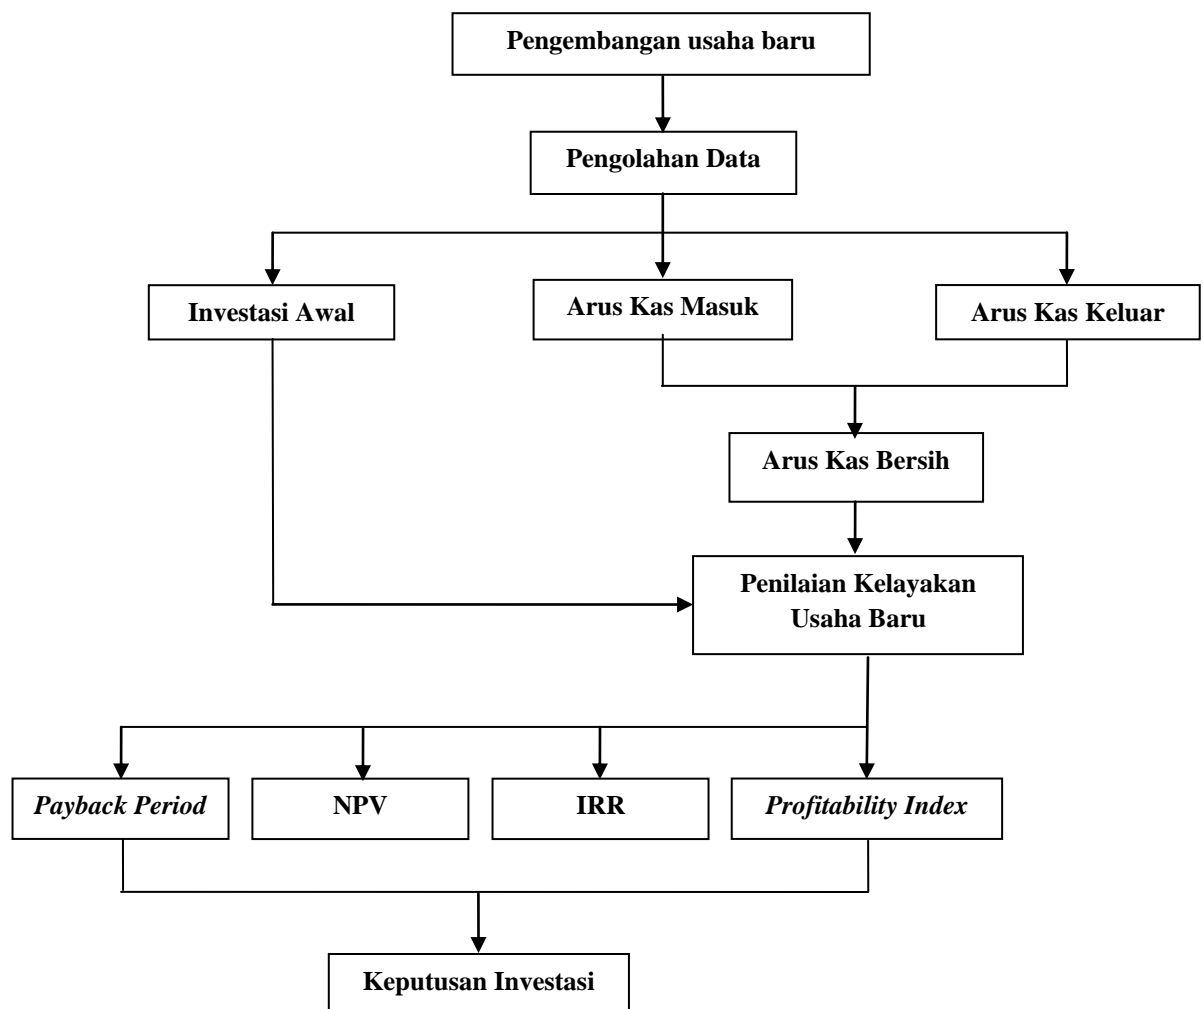 Pengembangan usaha baru
Pengolahan Data
Investasi Awal
Arus Kas Masuk
Arus Kas Keluar
Arus Kas Bersih
Penilaian Kelayakan
Usaha Baru
Payback Period
NPV
IRR
Profitability Index
Keputusan Investasi